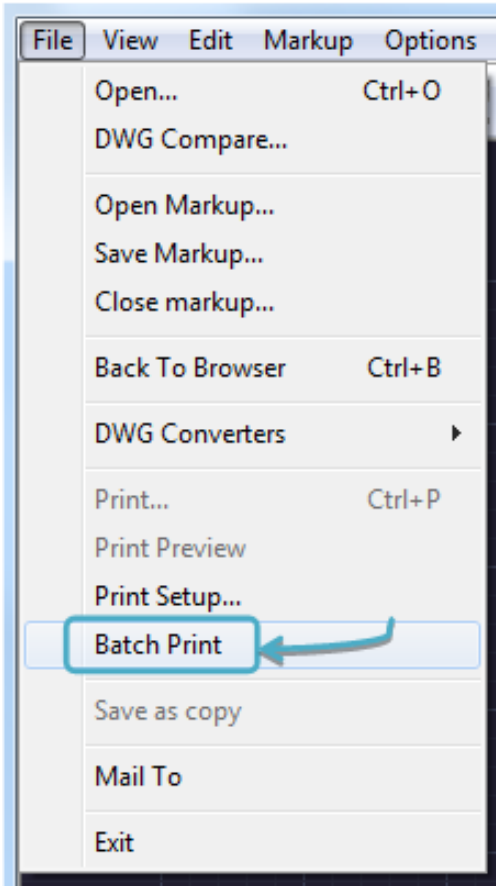 File View Edit Markup Options
Open... Ctrl+O
DWG Compare...
Open Markup...
Save Markup...
Close markup...
Back To Browser Ctrl+B
DWG Converters
Print... Ctrl+P
Print Preview
Print Setup...
Batch Print
Save as copy
Mail To
Exit